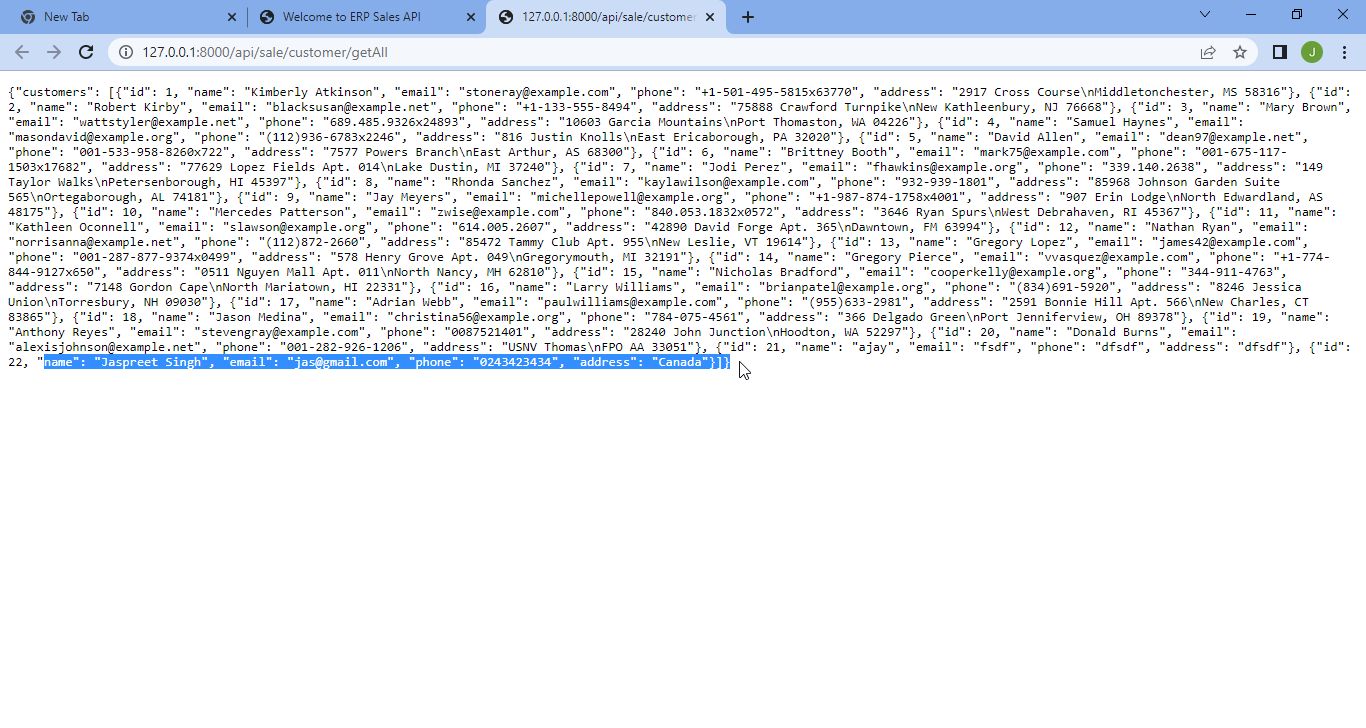 New Tab
Welcome to ERP Sales API
127.0.0.1:8000/api/sale/customer
127.0.0.1:8000/api/sale/customer/getAll
J
{"customers": [{"id": 1, "name": "Kimberly Atkinson", "email": "stoneray@example.com", "phone": "+1-501-495-5815x63770", "address": "2917 Cross Course\nMiddletonchester, MS 58316"}, {"id":
2, "name": "Robert Kirby", "email": "blacksusan@example.net", "phone": "+1-133-555-8494", "address": "75888 Crawford Turnpike\nNew Kathleenbury, NJ 76668"}, {"id": 3, "name": "Mary Brown",
"email": "wattstyler@example.net", "phone": "689.485.9326x24893", "address": "10603 Garcia Mountains\nPort Thomaston, WA 04226"}, {"id": 4, "name": "Samuel Haynes", "email":
"masondavid@example.org", "phone": "(112)936-6783x2246", "address": "816 Justin Knolls\nEast Ericaborough, PA 32020"}, {"id": 5, "name": "David Allen", "email": "dean97@example.net",
"phone": "001-533-958-8260x722", "address": "7577 Powers Branch\nEast Arthur, AS 68300"}, {"id": 6, "name": "Brittney Booth", "email": "mark75@example.com", "phone": "001-675-117-
1503x17682", "address": "77629 Lopez Fields Apt. 014\nLake Dustin, MI 37240"}, {"id": 7, "name": "Jodi Perez", "email": "fhawkins@example.org", "phone": "339.140.2638", "address": "149
Taylor Walks\nPetersenborough, HI 45397"}, {"id": 8, "name": "Rhonda Sanchez", "email": "kaylawilson@example.com", "phone": "932-939-1801", "address": "85968 Johnson Garden Suite
565\nOrtegaborough, AL 74181"}, {"id": 9, "name": "Jay Meyers", "email": "michellepowell@example.org", "phone": "+1-987-874-1758x4001", "address": "907 Erin Lodge\nNorth Edwardland, AS
48175"}, {"id": 10, "name": "Mercedes Patterson", "email": "zwise@example.com", "phone": "840.053.1832x0572", "address": "3646 Ryan Spurs\nWest Debrahaven, RI 45367"}, {"id": 11, "name":
"Kathleen Oconnell", "email": "slawson@example.org", "phone": "614.005.2607", "address": "42890 David Forge Apt. 365\nDawntown, FM 63994"}, {"id": 12, "name": "Nathan Ryan", "email":
"norrisanna@example.net", "phone": "(112)872-2660", "address": "85472 Tammy Club Apt. 955\nNew Leslie, VT 19614"}, {"id": 13, "name": "Gregory Lopez", "email": "james42@example.com",
"phone": "001-287-877-9374x0499", "address": "578 Henry Grove Apt. 049\nGregorymouth, MI 32191"}, {"id": 14, "name": "Gregory Pierce", "email": "vvasquez@example.com", "phone": "+1-774-
844-9127x650", "address": "0511 Nguyen Mall Apt. 011\nNorth Nancy, MH 62810"}, {"id": 15, "name": "Nicholas Bradford", "email": "cooperkelly@example.org", "phone": "344-911-4763",
"address": "7148 Gordon Cape\nNorth Mariatown, HI 22331"}, {"id": 16, "name": "Larry Williams", "email": "brianpatel@example.org", "phone": "(834)691-5920", "address": "8246 Jessica
Union\nTorresbury, NH 09030"}, {"id": 17, "name": "Adrian Webb", "email": "paulwilliams@example.com", "phone": "(955)633-2981", "address": "2591 Bonnie Hill Apt. 566\nNew Charles, CT
83865"}, {"id": 18, "name": "Jason Medina", "email": "christina56@example.org", "phone": "784-075-4561", "address": "366 Delgado Green\nPort Jenniferview, OH 89378"}, {"id": 19, "name":
"Anthony Reyes", "email": "stevengray@example.com", "phone": "0087521401", "address": "28240 John Junction\nHoodton, WA 52297"}, {"id": 20, "name": "Donald Burns", "email":
"alexisjohnson@example.net", "phone": "001-282-926-1206", "address": "USNV Thomas\nFPO AA 33051"}, {"id": 21, "name": "ajay", "email": "fsdf", "phone": "dfsdf", "address": "dfsdf"}, {"id":
22, "name": "Jaspreet Singh", "email": "jas@gmail.com", "phone": "0243423434", "address": "Canada"}]}